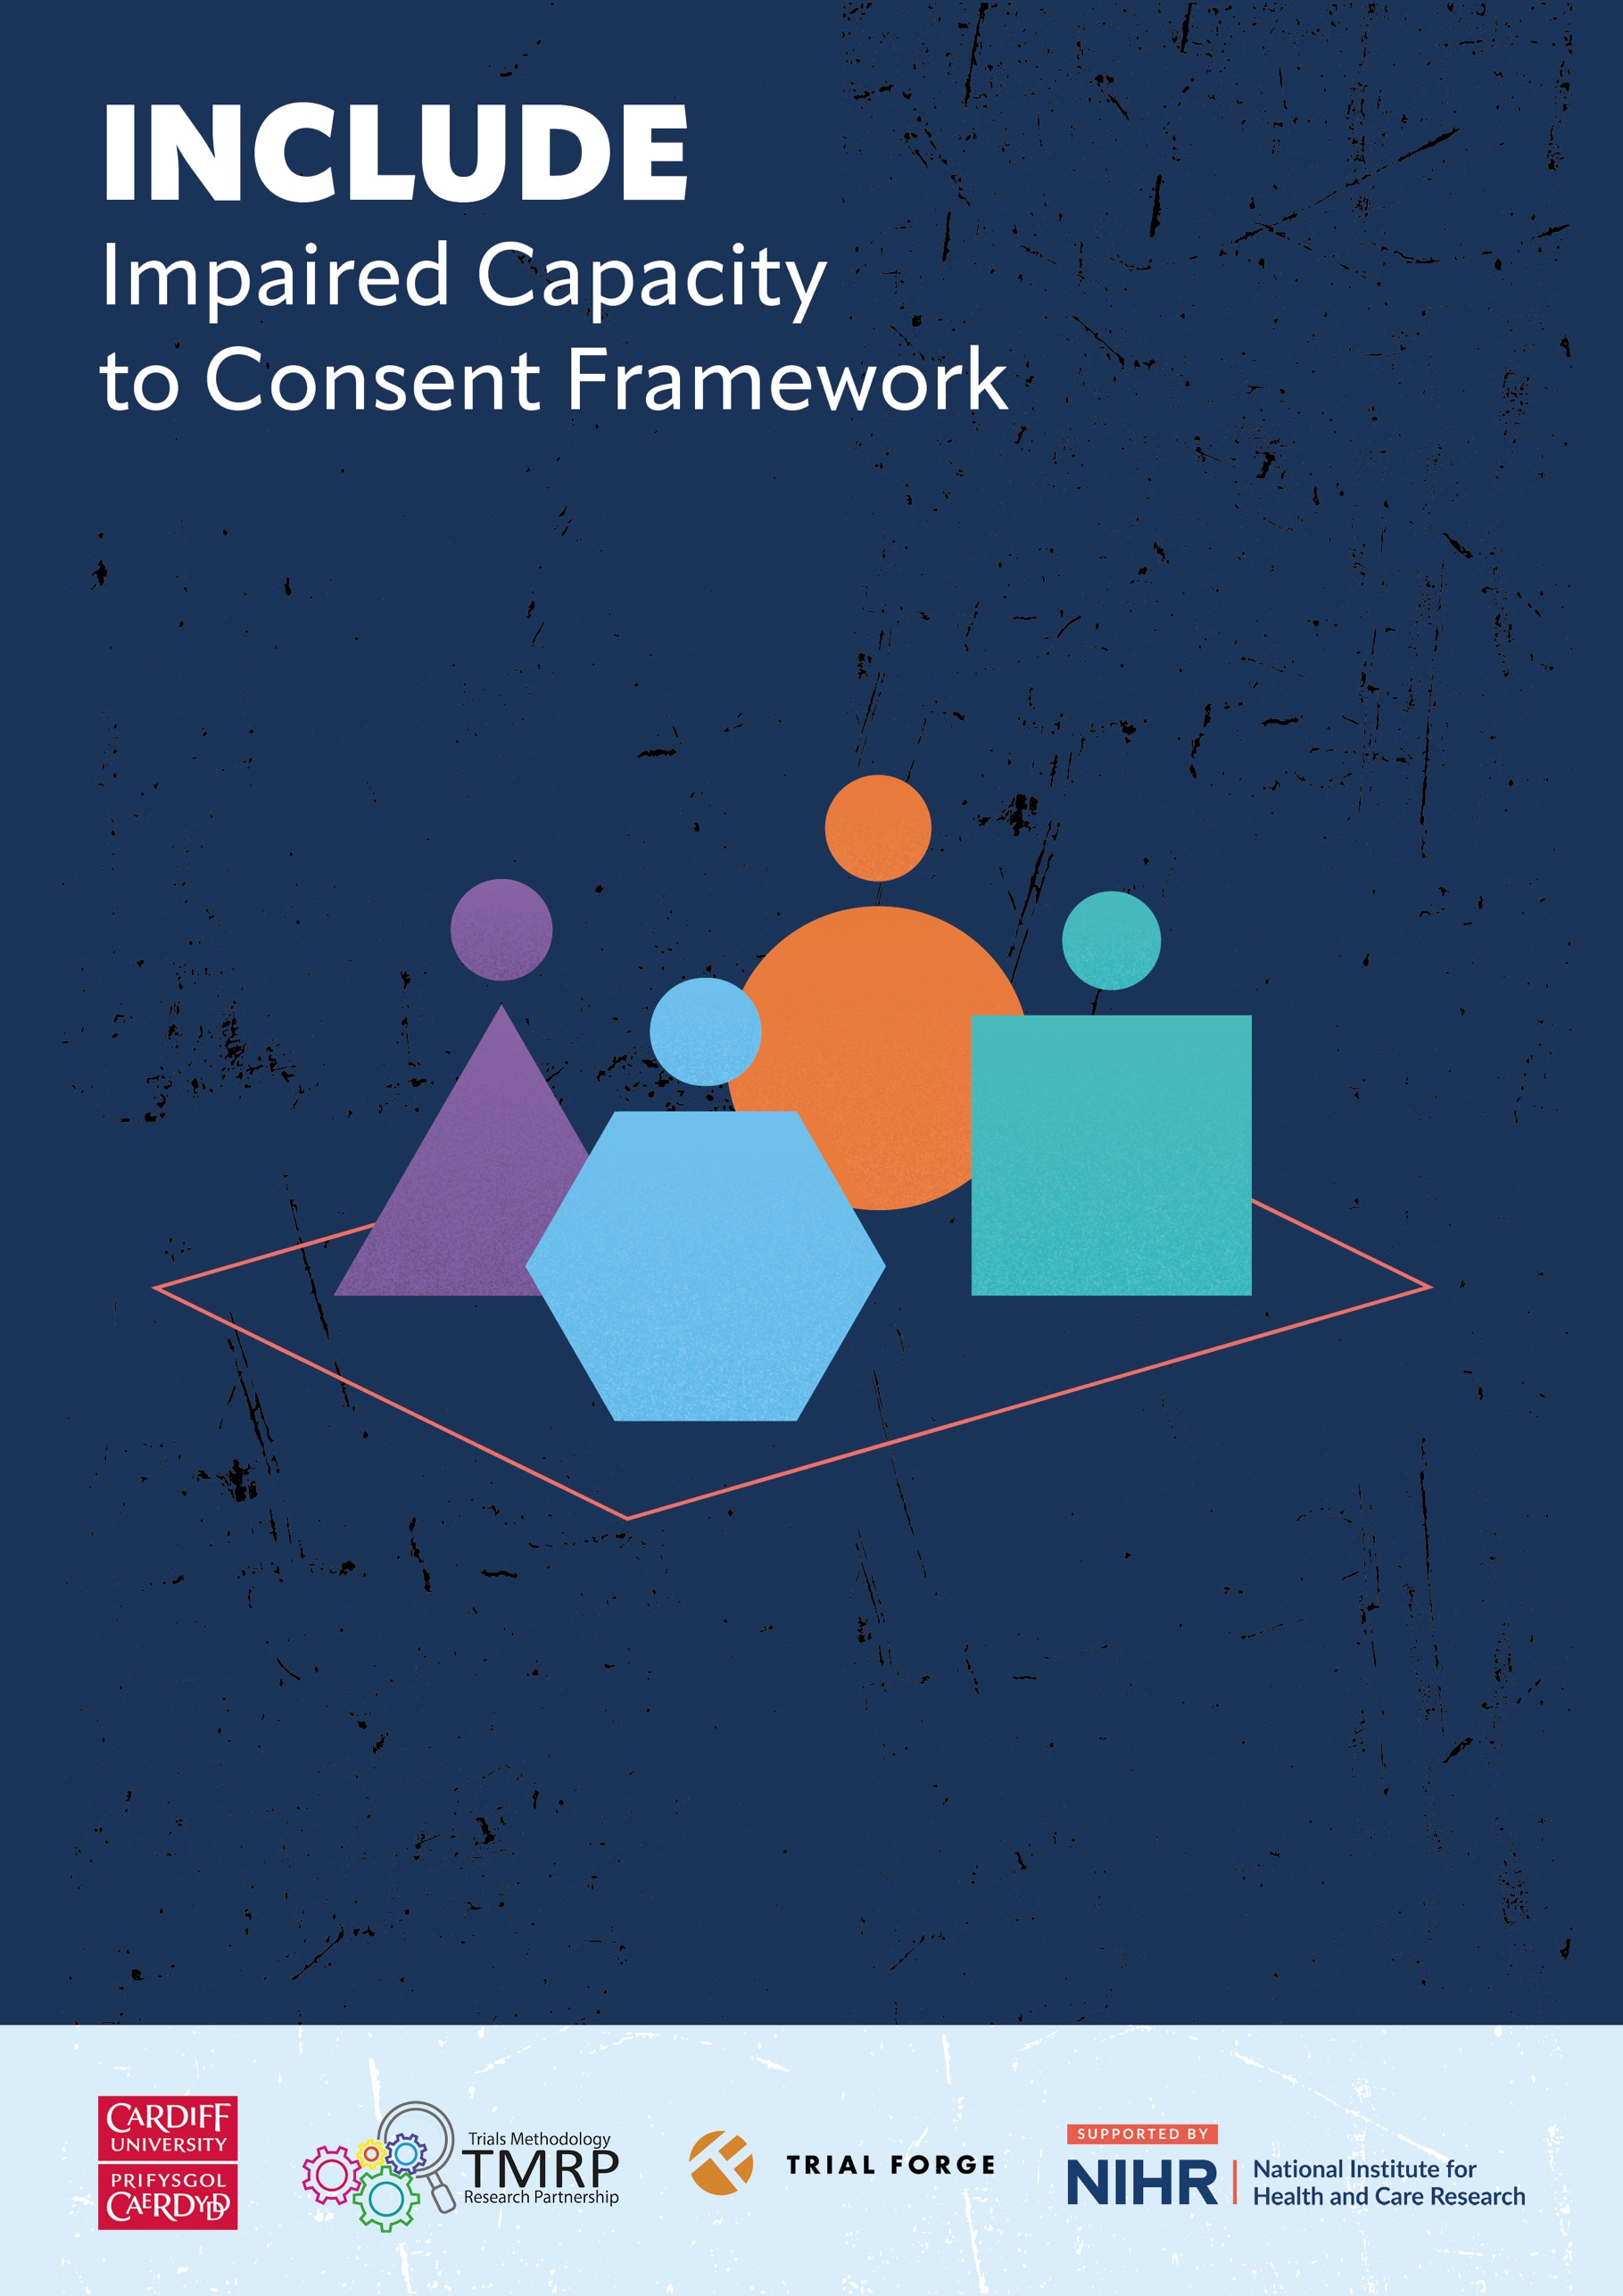 INCLUDE
Impaired Capacity
to Consent Framework
CARDIFF
UNIVERSITY
PRIFYSGOL
CAERDYDD
Trials Methodology
TMRP
Research Partnership
TRIAL FORGE
SUPPORTED BY
NIHR
National Institute for
Health and Care Research